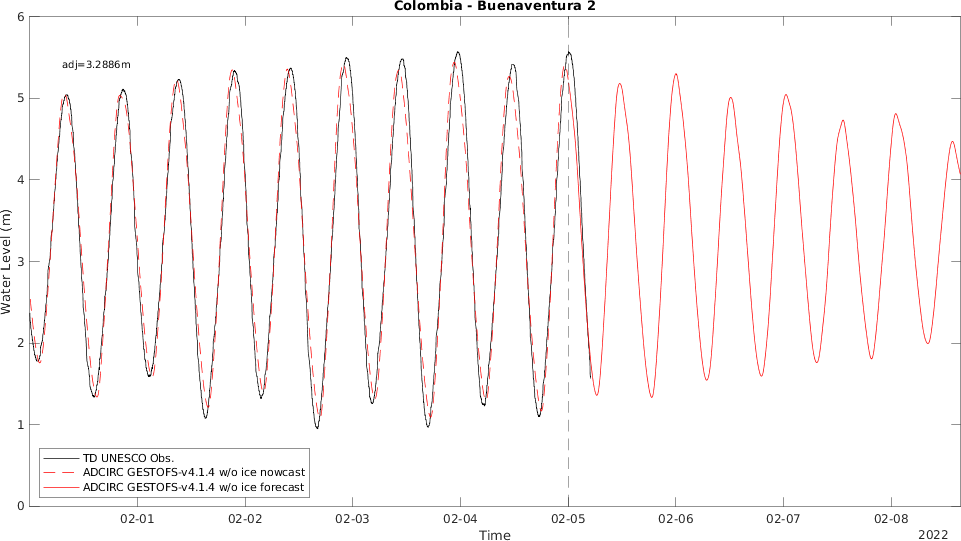 Colombia - Buenaventura 2
adj=3.2886m
6
5
4
3
2
1
0
Water Level (m)
TD UNESCO Obs.
ADCIRC GESTOFS-v4.1.4 w/o ice nowcast
ADCIRC GESTOFS-v4.1.4 w/o ice forecast
02-01 02-02 02-03 02-04 02-05 02-06 02-07 02-08
Time
2022